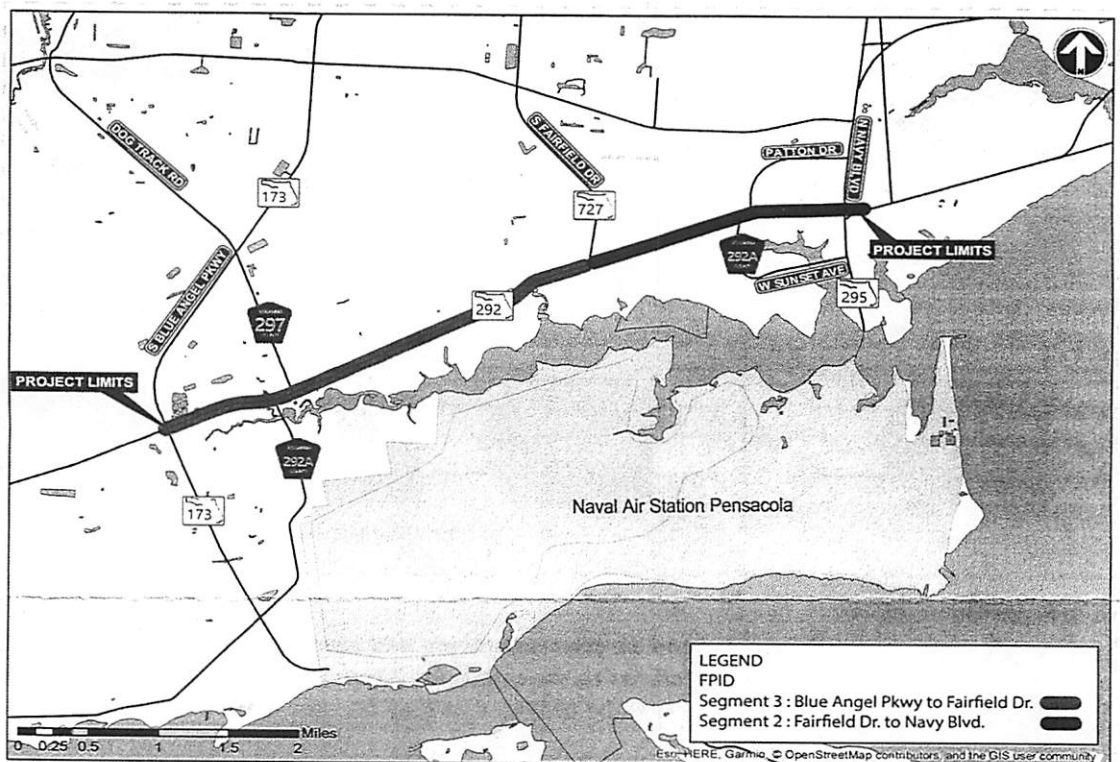 N
DOG TRACK RD
173
S FAIRFIELD DR
727
PATTON DR
N NAVY BLVD
PROJECT LIMITS
292A
W SUNSET AVE
295
S BLUE ANGEL PKWY
297
292
PROJECT LIMITS
292A
173
Naval Air Station Pensacola
LEGEND
FPID
Segment 3 : Blue Angel Pkwy to Fairfield Dr.
Segment 2 : Fairfield Dr. to Navy Blvd.
Miles
0 0.25 0.5 1 1.5 2
Esri, HERE, Garmin, © OpenStreetMap contributors, and the GIS user community